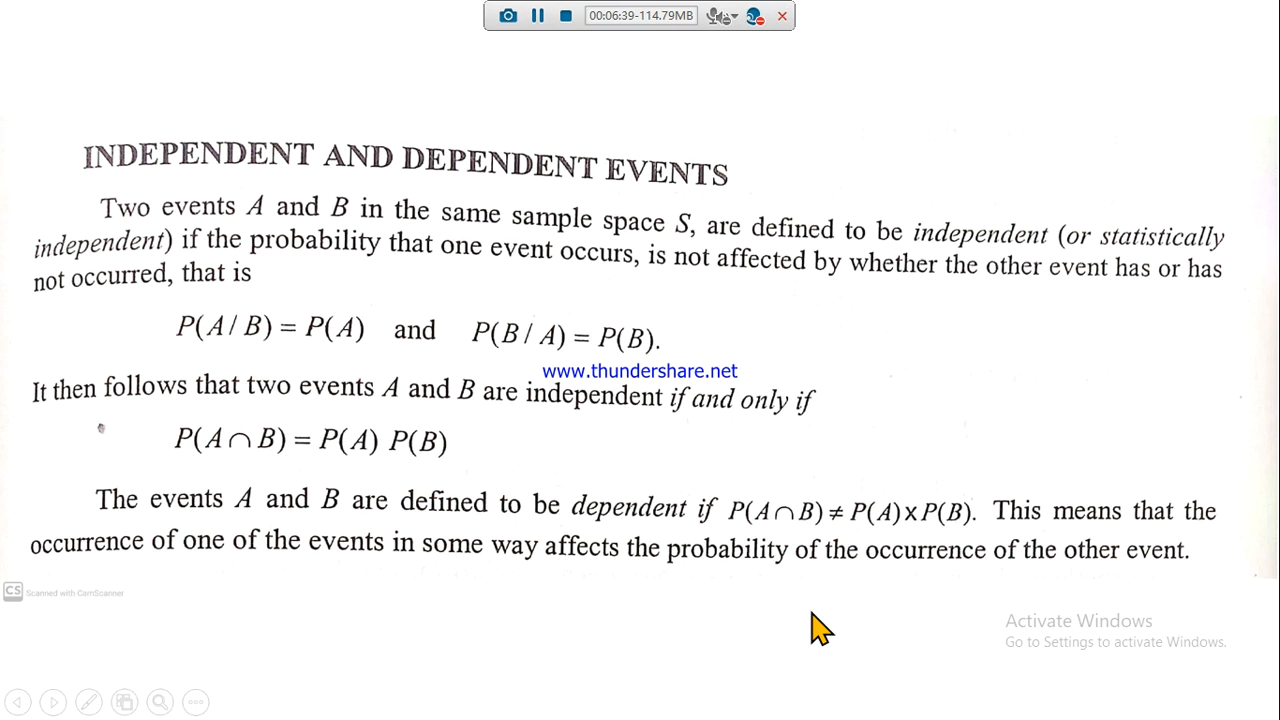 00:06:39-114.79MB
INDEPENDENT AND DEPENDENT EVENTS
Two events A and B in the same sample space S, are defined to be independent (or statistically
independent) if the probability that one event occurs, is not affected by whether the other event has or has
not occurred, that is
P(A / B) = P(A) and P(B / A) = P(B).
www.thundershare.net
It then follows that two events A and B are independent if and only if
P(A ∩ B) = P(A) P(B)
The events A and B are defined to be dependent if P(A ∩ B) ≠ P(A) x P(B). This means that the
occurrence of one of the events in some way affects the probability of the occurrence of the other event.
CS Scanned with CamScanner
Activate Windows
Go to Settings to activate Windows.